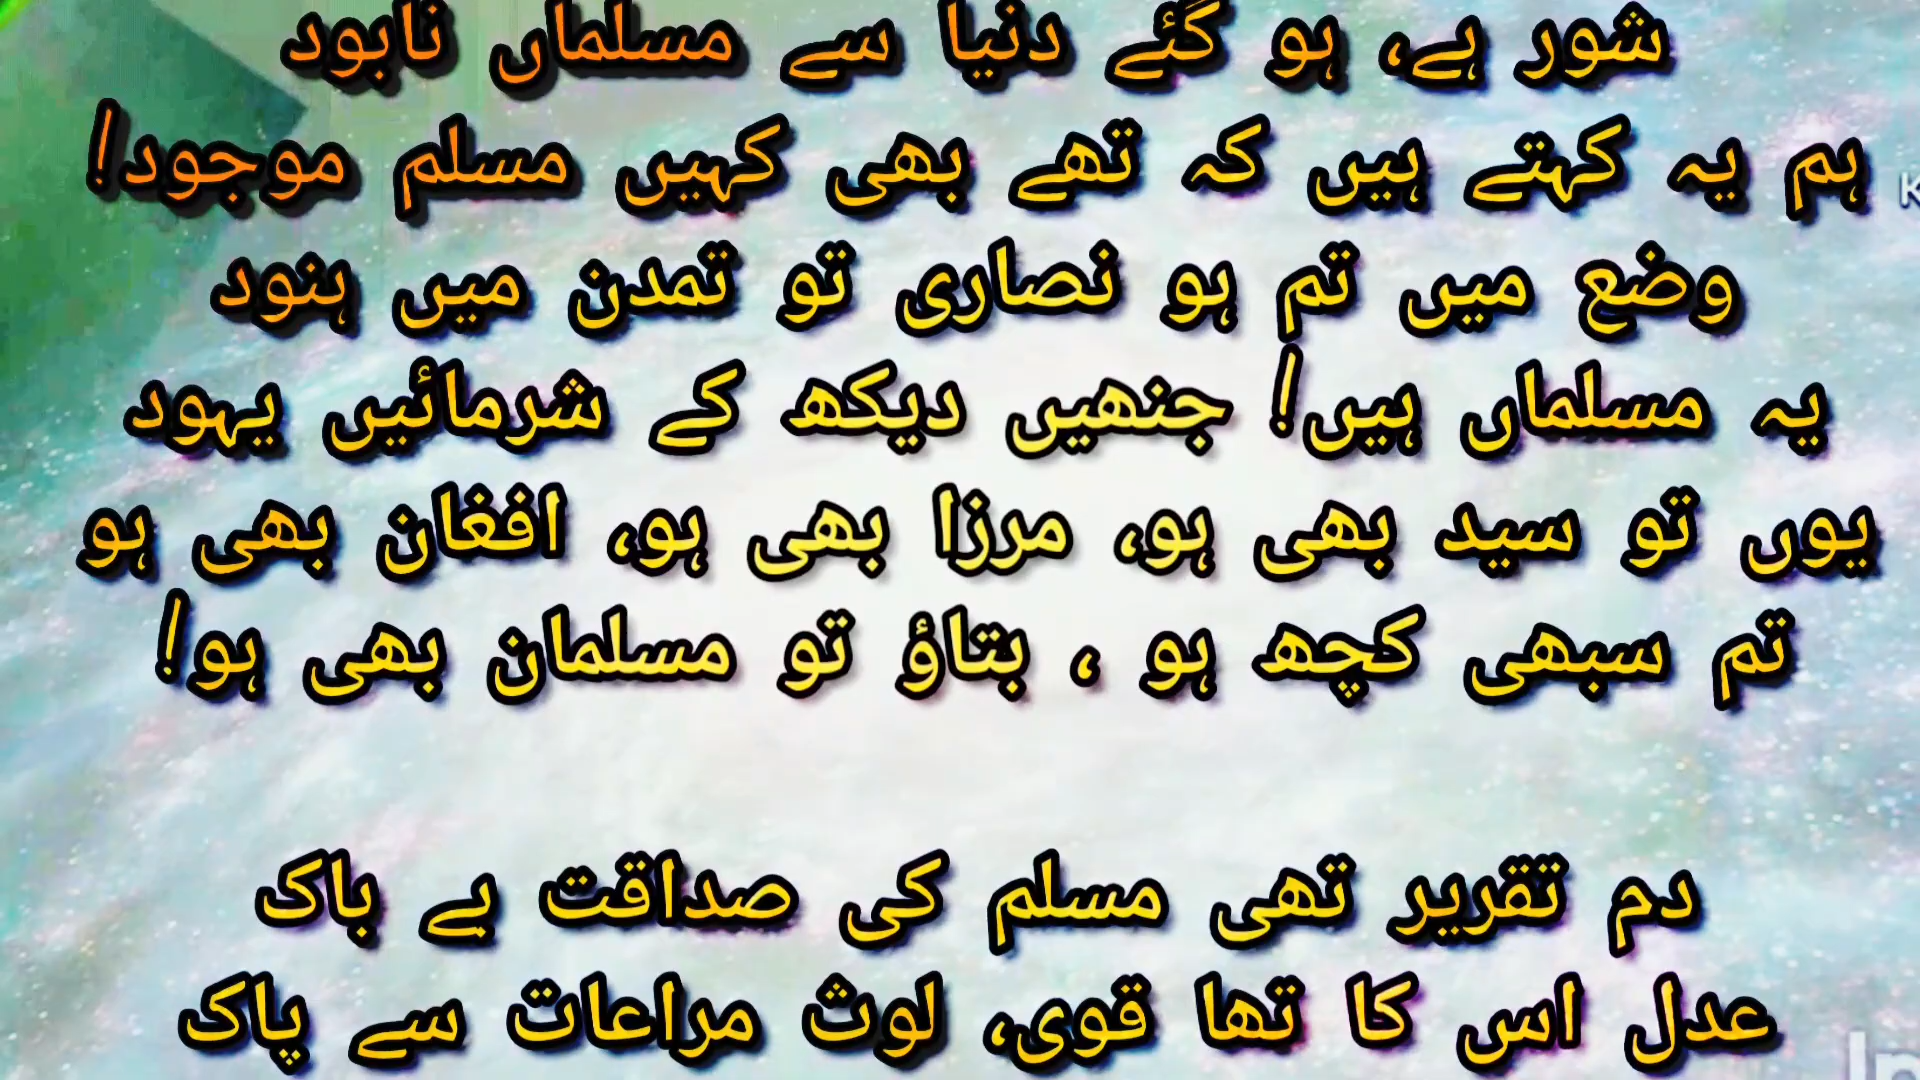 شور ہے، ہو گئے دنیا سے مسلماں نابود
ہم یہ کہتے ہیں کہ تھے بھی کہیں مسلم موجود!
وضع میں تم ہو نصاری تو تمدن میں ہنود
یہ مسلماں ہیں! جنھیں دیکھ کے شرمائیں یہود
یوں تو سید بھی ہو، مرزا بھی ہو، افغان بھی ہو
تم سبھی کچھ ہو ، بتاؤ تو مسلمان بھی ہو!
دم تقریر تھی مسلم کی صداقت بے باک
عدل اس کا تھا قوی، لوث مراعات سے پاک